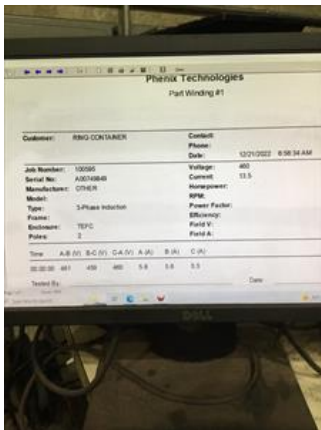 Phenix Technologies
Part Winding #1
Customer: RING CONTAINER Contact:
Phone:
Date: 12/21/2022 6:56:34 AM
Job Number: 100595 Voltage: 460
Serial No: Current: 13.5
Manufacturer: OTHER Horsepower:
Model: RPM:
Type: 3-Phase Induction Power Factor:
Frame: Efficiency:
Enclosure: TEFC Field V:
Poles: 2 Field A:
Time A-B (V) B-C (V) C-A (V) A (A) B (A) C (A)
00:00:00 461 459 460 5.6 5.6 5.5
Tested By: Date:
DELL